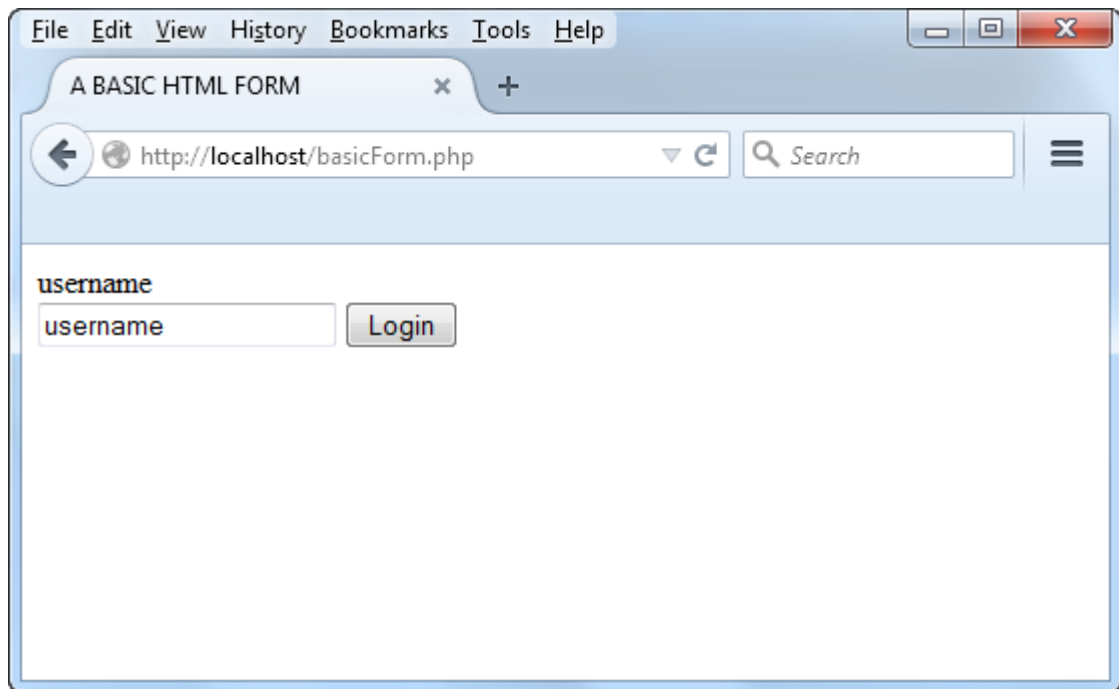 File Edit View History Bookmarks Tools Help
A BASIC HTML FORM
http://localhost/basicForm.php Search
username
username Login